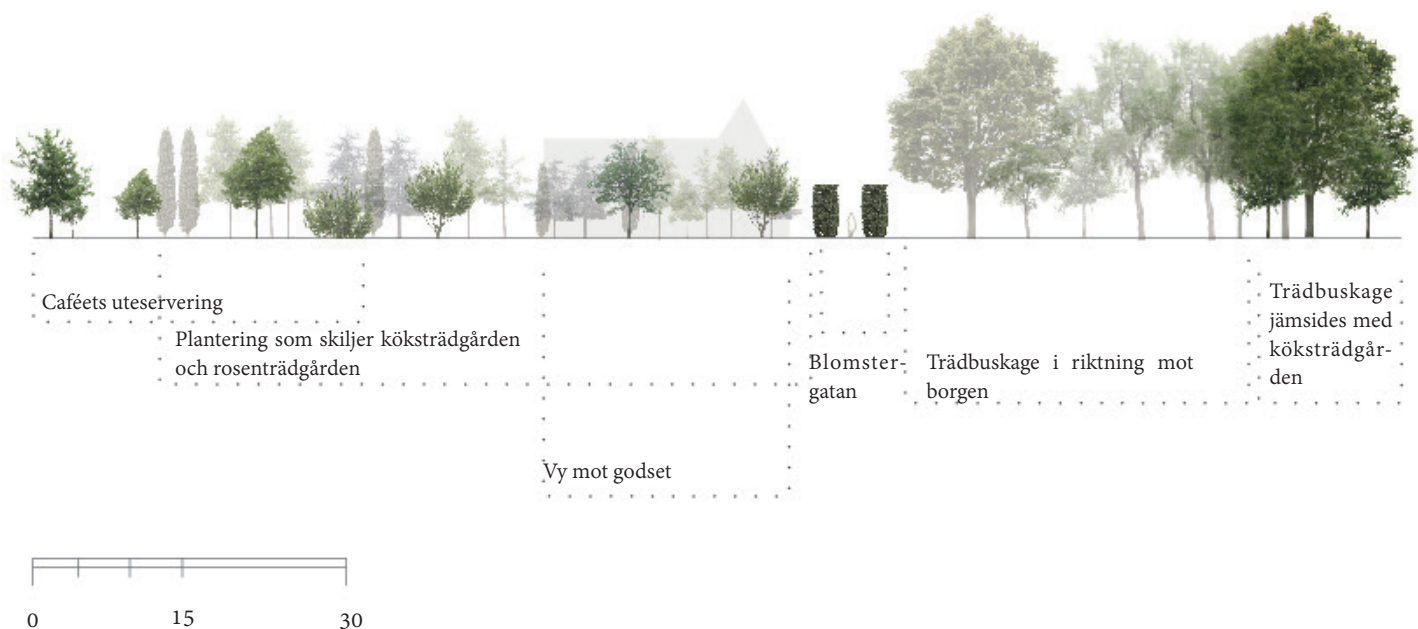 Caféets uteservering
Plantering som skiljer köksträdgården
och rosenträdgården
Vy mot godset
Blomster-
gatan
Trädbuskage i riktning mot
borgen
Trädbuskage
jämsides med
köksträdgår-
den
0 15 30